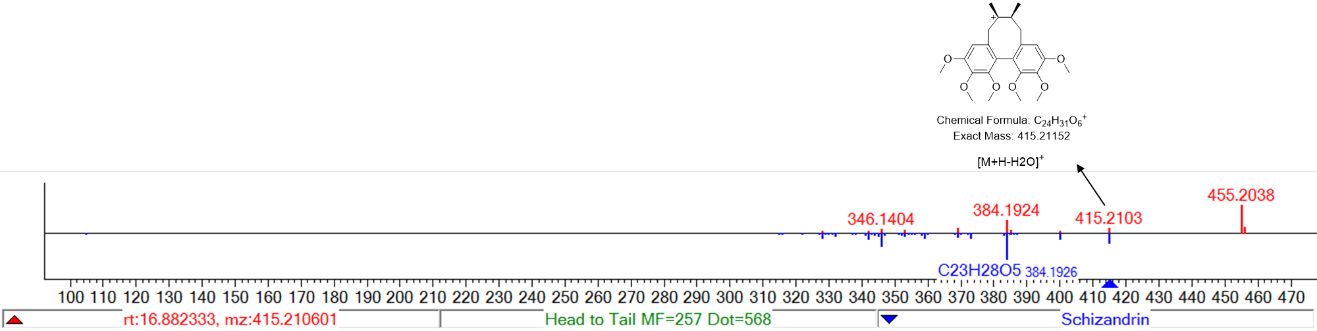 +
O O
O O O O
Chemical Formula: C24H31O6+
Exact Mass: 415.21152
[M+H-H2O]+
455.2038
384.1924
346.1404
415.2103
C23H28O5 384.1926
100 110 120 130 140 150 160 170 180 190 200 210 220 230 240 250 260 270 280 290 300 310 320 330 340 350 360 370 380 390 400 410 420 430 440 450 460 470
rt:16.882333, mz:415.210601 Head to Tail MF=257 Dot=568 Schizandrin